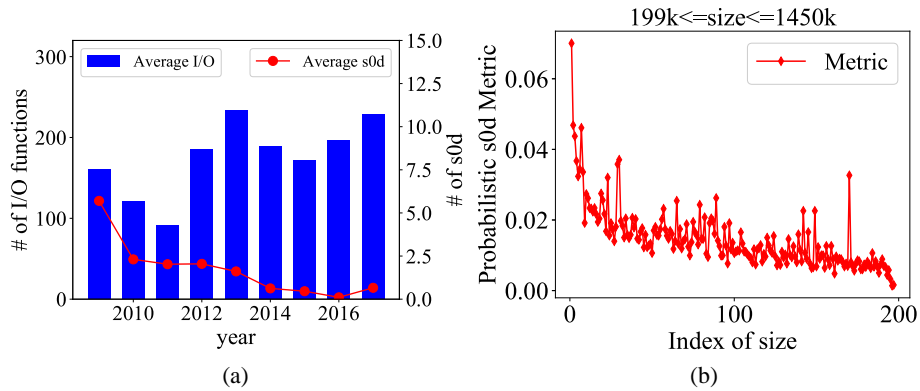 199k<=size<=1450k
300
200
100
0
# of I/O functions
Average I/O
Average s0d
15.0
12.5
10.0
7.5
5.0
2.5
0.0
# of s0d
2010
2012
2014
2016
year
(a)
0.06
0.04
0.02
0.00
Probabilistic s0d Metric
Metric
0
100
200
Index of size
(b)